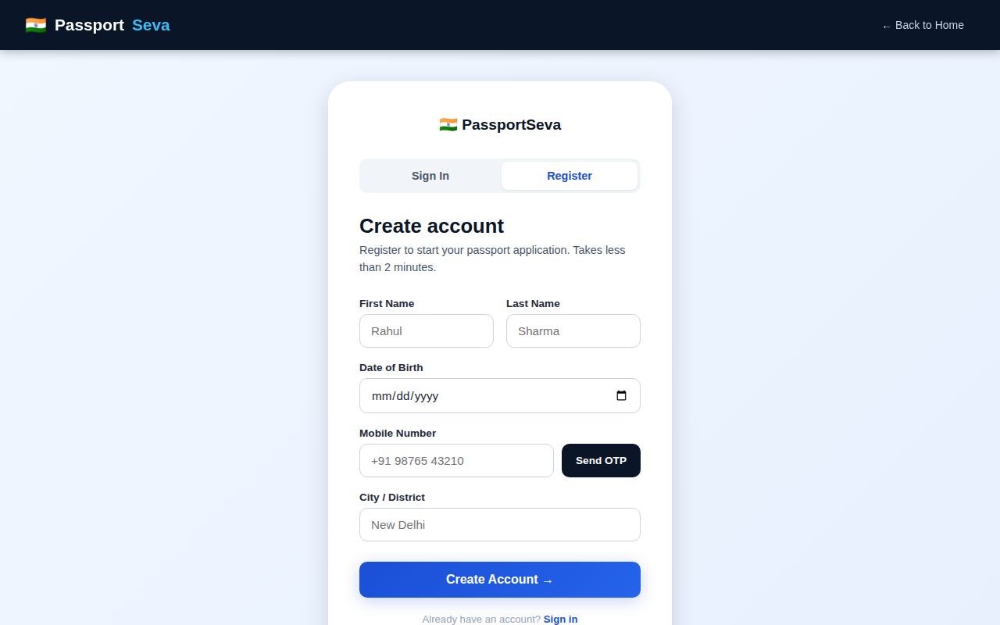 🇮🇳 Passport Seva
← Back to Home
🇮🇳 PassportSeva
Sign In
Register
Create account
Register to start your passport application. Takes less
than 2 minutes.
First Name
Last Name
Rahul
Sharma
Date of Birth
mm/dd/yyyy
Mobile Number
+91 98765 43210
Send OTP
City / District
New Delhi
Create Account →
Already have an account? Sign in